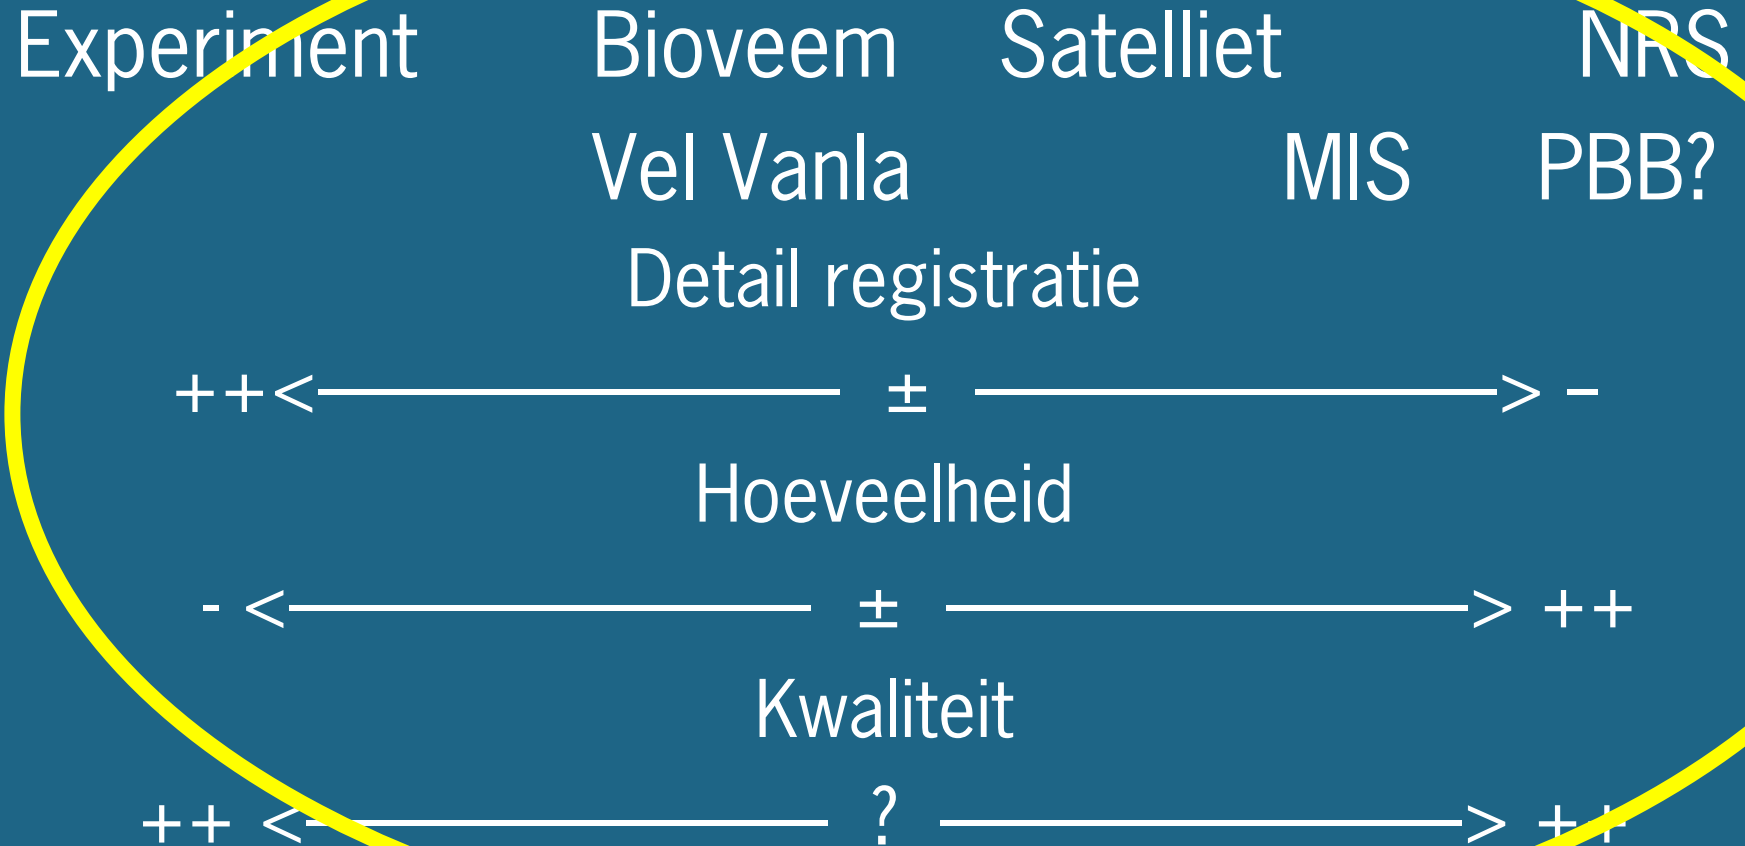 Experiment Bioveem Satelliet NRS
Vel Vanla MIS PBB?
Detail registratie
++< ± > –
Hoeveelheid
- < ± > ++
Kwaliteit
++ < ? > ++